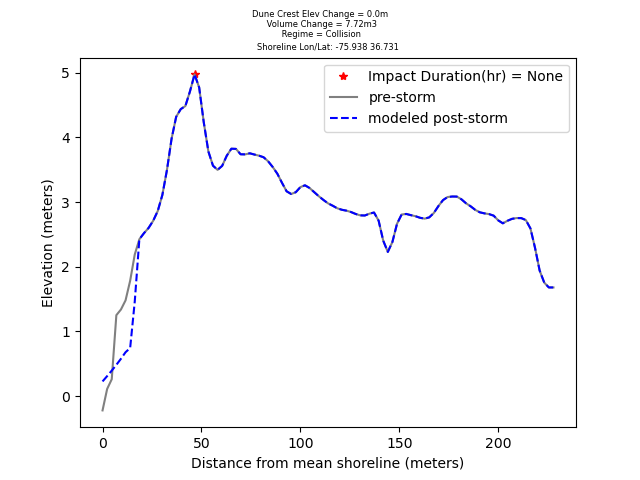 Dune Crest Elev Change = 0.0m
Volume Change = 7.72m3
Regime = Collision
Shoreline Lon/Lat: -75.938 36.731
Impact Duration(hr) = None
pre-storm
modeled post-storm
Elevation (meters)
5
4
3
2
1
0
0 50 100 150 200
Distance from mean shoreline (meters)